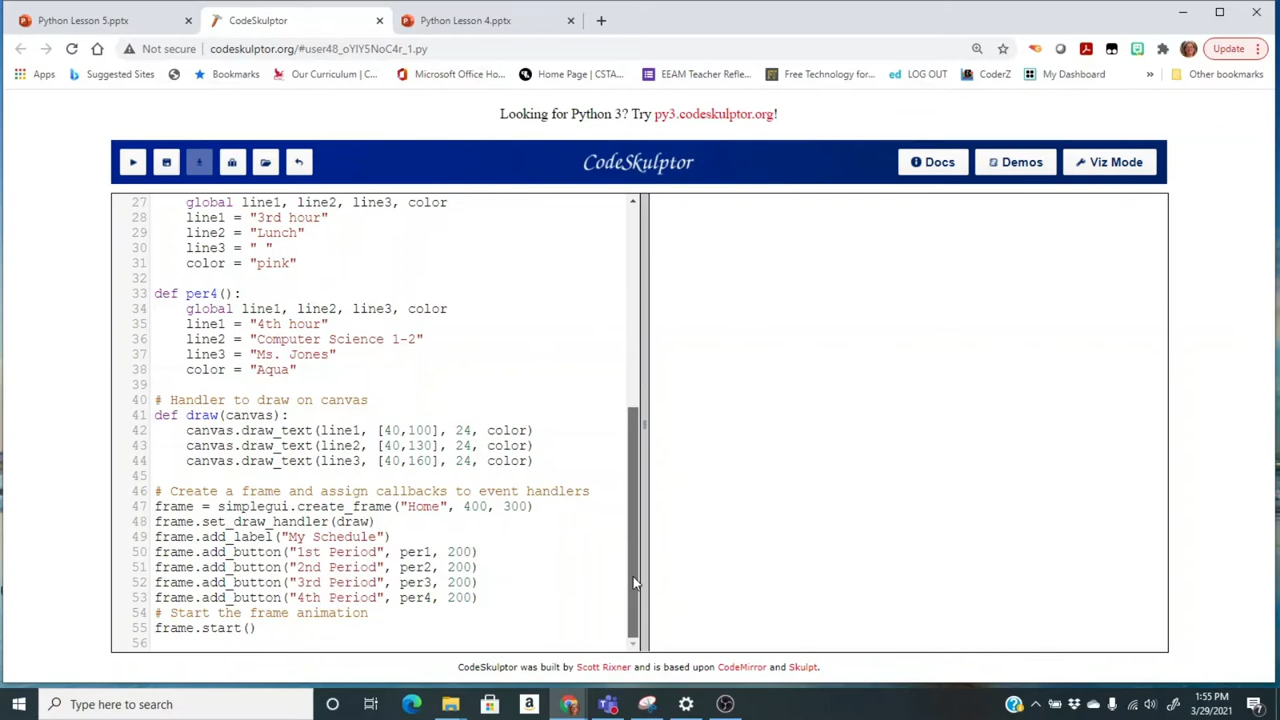 Python Lesson 5.pptx
CodeSkulptor
Python Lesson 4.pptx
Not secure codeskulptor.org/#user48_oYIY5NoC4r_1.py
Update
Apps Suggested Sites Bookmarks Our Curriculum | C... Microsoft Office Ho... Home Page | CSTA... EEAM Teacher Refle... Free Technology for... ed LOG OUT CoderZ My Dashboard » Other bookmarks
Looking for Python 3? Try py3.codeskulptor.org!
CodeSkulptor
Docs
Demos
Viz Mode
27 global line1, line2, line3, color
28 line1 = "3rd hour"
29 line2 = "Lunch"
30 line3 = " "
31 color = "pink"
32
33 def per4():
34 global line1, line2, line3, color
35 line1 = "4th hour"
36 line2 = "Computer Science 1-2"
37 line3 = "Ms. Jones"
38 color = "Aqua"
39
40 # Handler to draw on canvas
41 def draw(canvas):
42 canvas.draw_text(line1, [40,100], 24, color)
43 canvas.draw_text(line2, [40,130], 24, color)
44 canvas.draw_text(line3, [40,160], 24, color)
45
46 # Create a frame and assign callbacks to event handlers
47 frame = simplegui.create_frame("Home", 400, 300)
48 frame.set_draw_handler(draw)
49 frame.add_label("My Schedule")
50 frame.add_button("1st Period", per1, 200)
51 frame.add_button("2nd Period", per2, 200)
52 frame.add_button("3rd Period", per3, 200)
53 frame.add_button("4th Period", per4, 200)
54 # Start the frame animation
55 frame.start()
56
CodeSkulptor was built by Scott Rixner and is based upon CodeMirror and Skulpt.
Type here to search
1:55 PM
3/29/2021